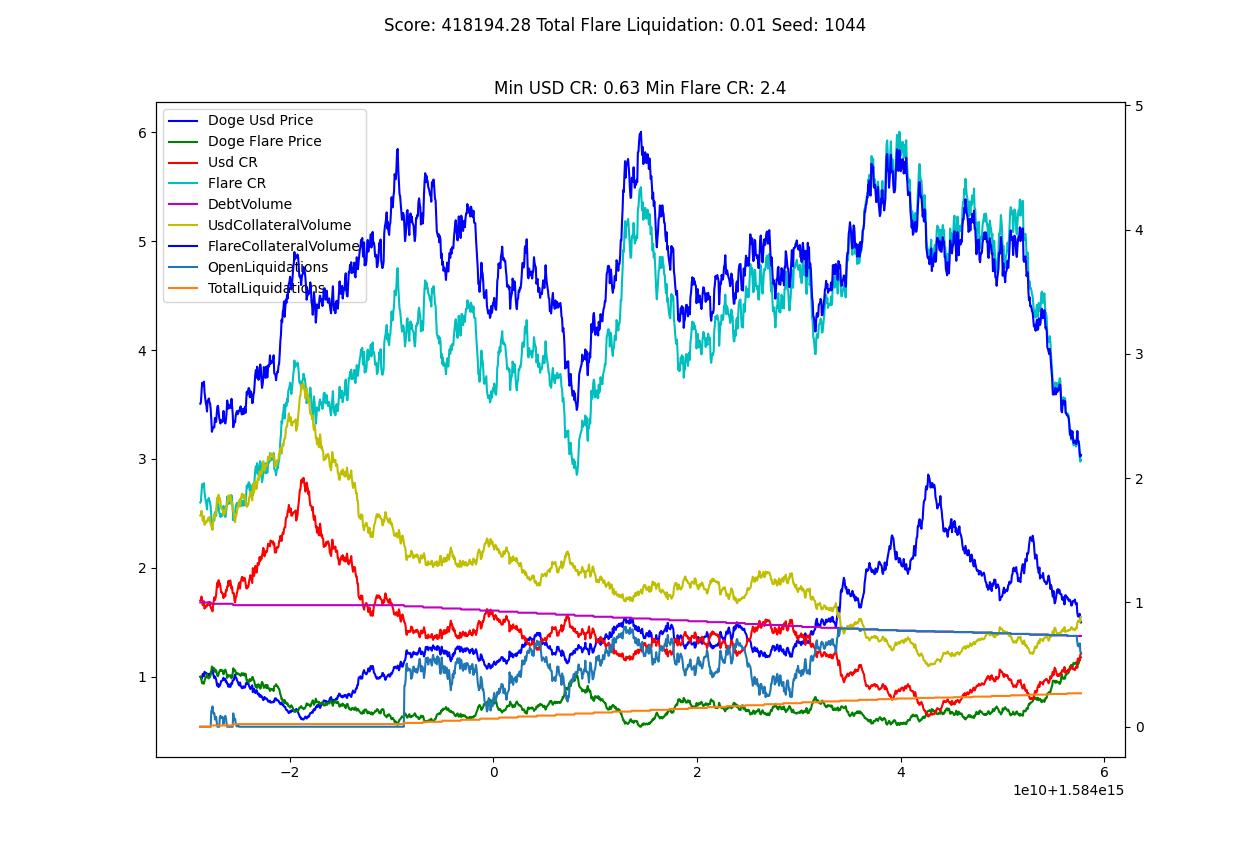 Score: 418194.28 Total Flare Liquidation: 0.01 Seed: 1044
Min USD CR: 0.63 Min Flare CR: 2.4
Doge Usd Price
Doge Flare Price
Usd CR
Flare CR
DebtVolume
UsdCollateralVolume
FlareCollateralVolume
OpenLiquidations
TotalLiquidations
6
5
4
3
2
1
5
4
3
2
1
0
−2 0 2 4 6
1e10+1.584e15